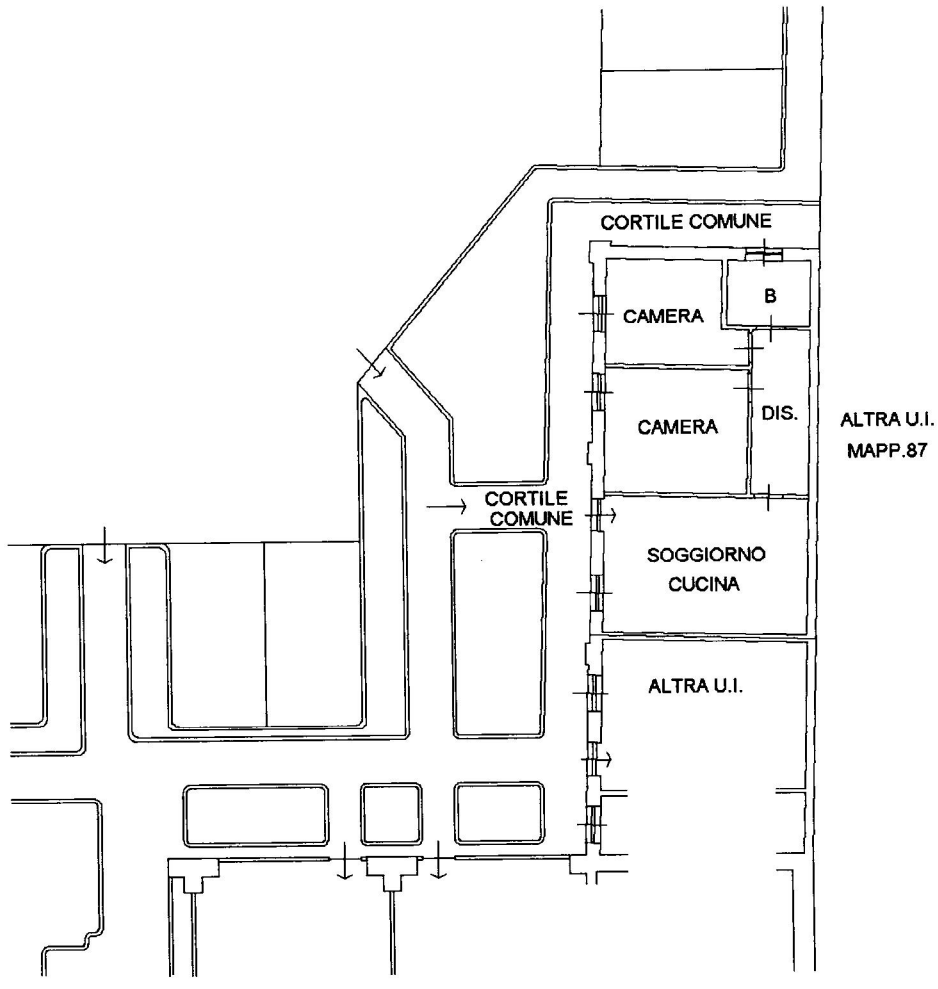 CORTILE COMUNE
B
CAMERA
CAMERA
DIS.
ALTRA U.I.
MAPP.87
CORTILE
COMUNE
SOGGIORNO
CUCINA
ALTRA U.I.